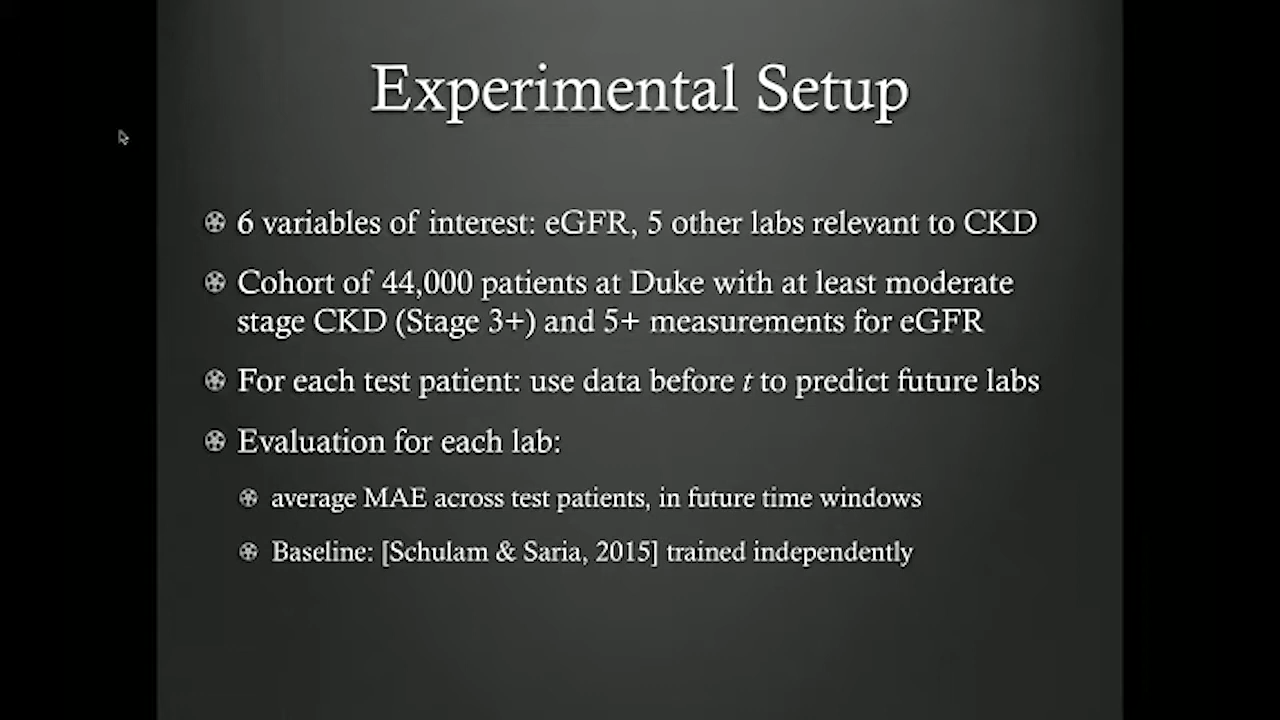 Experimental Setup
6 variables of interest: eGFR, 5 other labs relevant to CKD
Cohort of 44,000 patients at Duke with at least moderate
stage CKD (Stage 3+) and 5+ measurements for eGFR
For each test patient: use data before t to predict future labs
Evaluation for each lab:
average MAE across test patients, in future time windows
Baseline: [Schulam & Saria, 2015] trained independently